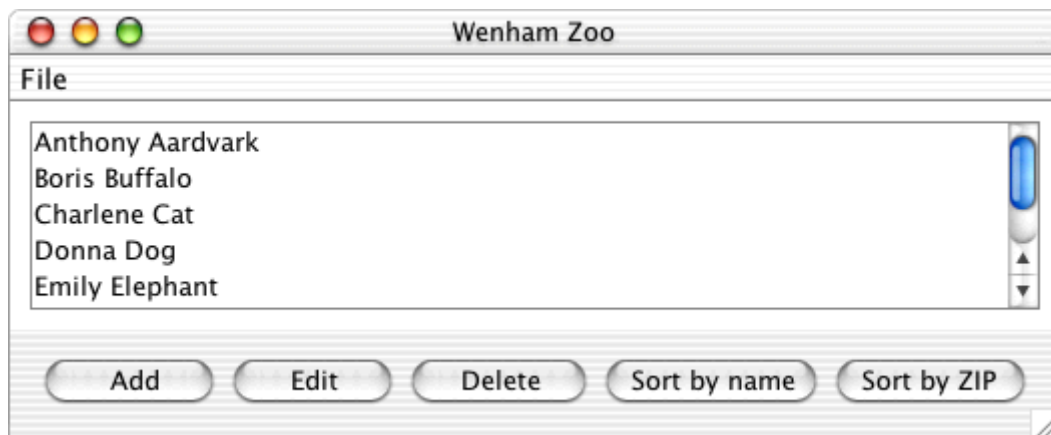 Wenham Zoo
File
Anthony Aardvark
Boris Buffalo
Charlene Cat
Donna Dog
Emily Elephant
Add Edit Delete Sort by name Sort by ZIP